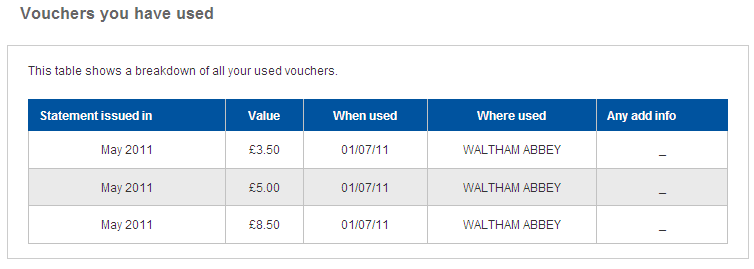 Vouchers you have used
This table shows a breakdown of all your used vouchers.
Statement issued in Value When used Where used Any add info
May 2011 £3.50 01/07/11 WALTHAM ABBEY _
May 2011 £5.00 01/07/11 WALTHAM ABBEY _
May 2011 £8.50 01/07/11 WALTHAM ABBEY _